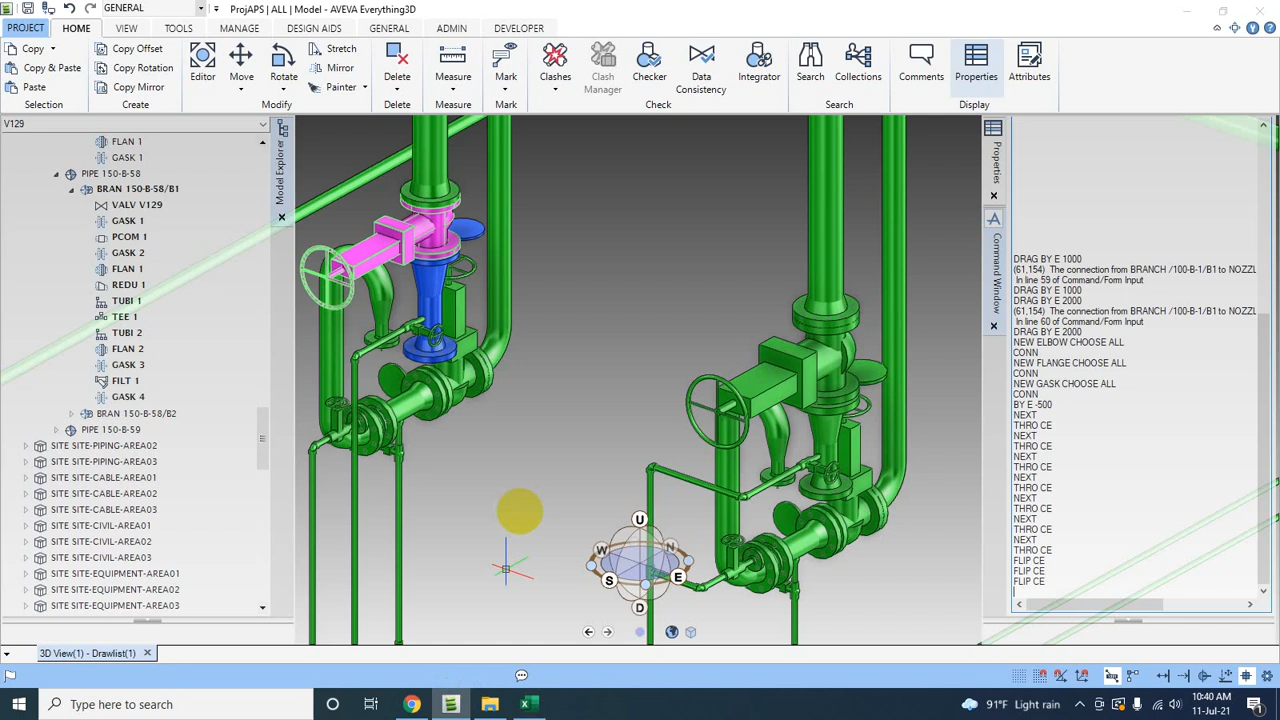 GENERAL
ProjAPS | ALL | Model - AVEVA Everything3D
PROJECT HOME VIEW TOOLS MANAGE DESIGN AIDS GENERAL ADMIN DEVELOPER
Copy
Copy & Paste
Paste
Selection
Copy Offset
Copy Rotation
Copy Mirror
Create
Editor
Move
Rotate
Stretch
Mirror
Painter
Modify
Delete
Delete
Measure
Measure
Mark
Mark
Clashes
Clash
Manager
Checker
Data
Consistency
Integrator
Check
Search
Collections
Search
Comments
Properties
Attributes
Display
V129
FLAN 1
GASK 1
PIPE 150-B-58
BRAN 150-B-58/B1
VALV V129
GASK 1
PCOM 1
GASK 2
FLAN 1
REDU 1
TUBI 1
TEE 1
TUBI 2
FLAN 2
GASK 3
FILT 1
GASK 4
BRAN 150-B-58/B2
PIPE 150-B-59
SITE SITE-PIPING-AREA02
SITE SITE-PIPING-AREA03
SITE SITE-CABLE-AREA01
SITE SITE-CABLE-AREA02
SITE SITE-CABLE-AREA03
SITE SITE-CIVIL-AREA01
SITE SITE-CIVIL-AREA02
SITE SITE-CIVIL-AREA03
SITE SITE-EQUIPMENT-AREA01
SITE SITE-EQUIPMENT-AREA02
SITE SITE-EQUIPMENT-AREA03
Model Explorer
U
W N
S E
D
Properties
Command Window
DRAG BY E 1000
(61,154) The connection from BRANCH /100-B-1/B1 to NOZZL
In line 59 of Command/Form Input
DRAG BY E 1000
DRAG BY E 2000
(61,154) The connection from BRANCH /100-B-1/B1 to NOZZL
In line 60 of Command/Form Input
DRAG BY E 2000
NEW ELBOW CHOOSE ALL
CONN
NEW FLANGE CHOOSE ALL
CONN
NEW GASK CHOOSE ALL
CONN
BY E -500
NEXT
THRO CE
NEXT
THRO CE
NEXT
THRO CE
NEXT
THRO CE
NEXT
THRO CE
NEXT
THRO CE
NEXT
THRO CE
FLIP CE
FLIP CE
FLIP CE
3D View(1) - Drawlist(1)
Type here to search
91°F Light rain
10:40 AM
11-Jul-21